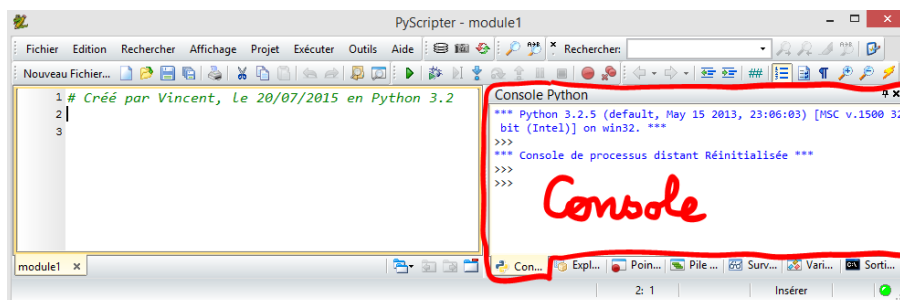 PyScripter - module1
Fichier Edition Rechercher Affichage Projet Exécuter Outils Aide Rechercher:
Nouveau Fichier...
1 # Créé par Vincent, le 20/07/2015 en Python 3.2
2
3
Console Python
*** Python 3.2.5 (default, May 15 2013, 23:06:03) [MSC v.1500 32
bit (Intel)] on win32. ***
>>>
*** Console de processus distant Réinitialisée ***
>>>
>>>
Console
module1
Con... Expl... Poin... Pile ... Surv... Vari... Sorti...
2: 1 Insérer